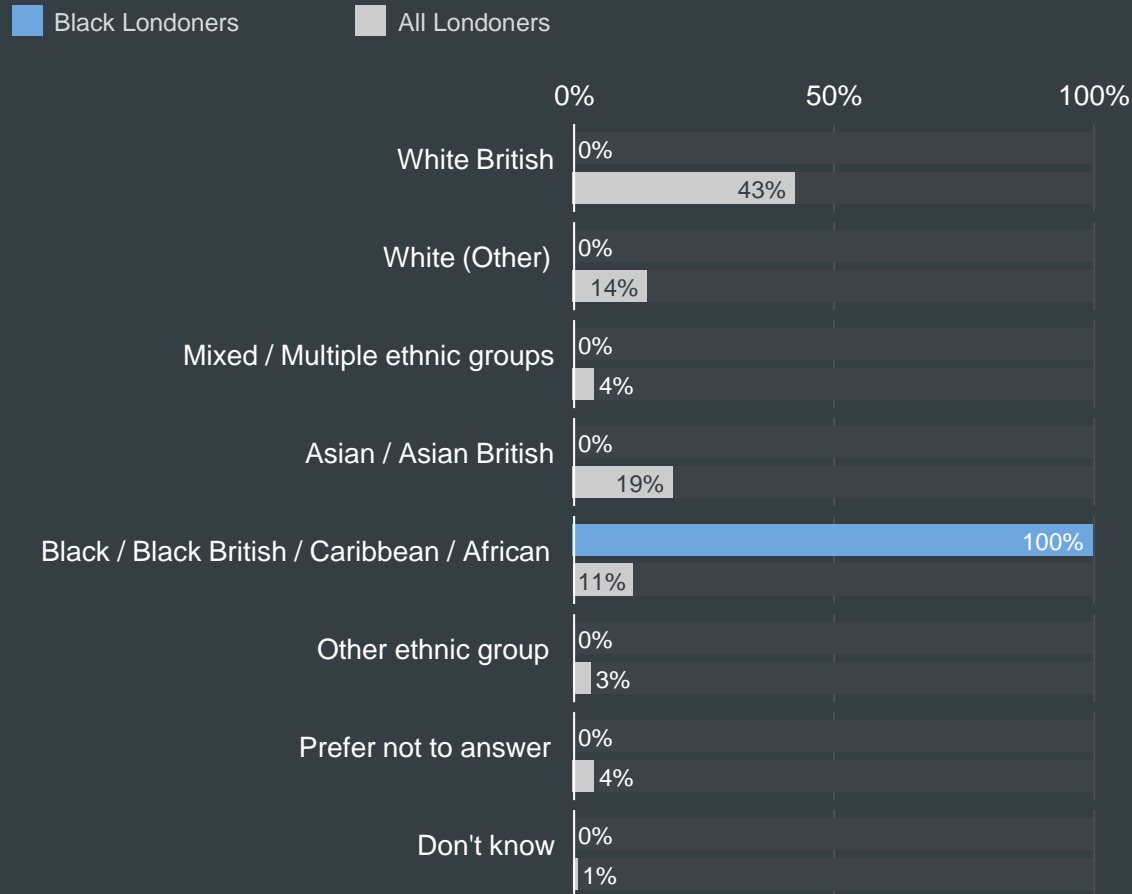 Black Londoners All Londoners
0% 50% 100%
White British
0%
43%
White (Other)
0%
14%
Mixed / Multiple ethnic groups
0%
4%
Asian / Asian British
0%
19%
Black / Black British / Caribbean / African
100%
11%
Other ethnic group
0%
3%
Prefer not to answer
0%
4%
Don't know
0%
1%